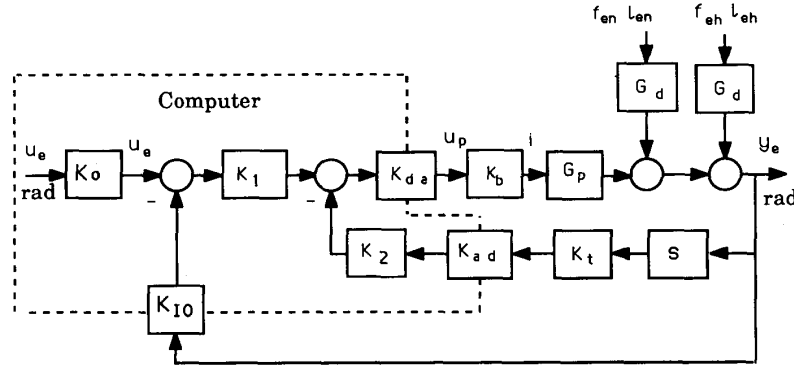 f_en l_en f_eh l_eh
G_d G_d
Computer
u_e u_e u_p i y_e
K_o K_1 K_da K_b G_p
rad - - rad
K_2 K_ad K_t S
K_IO